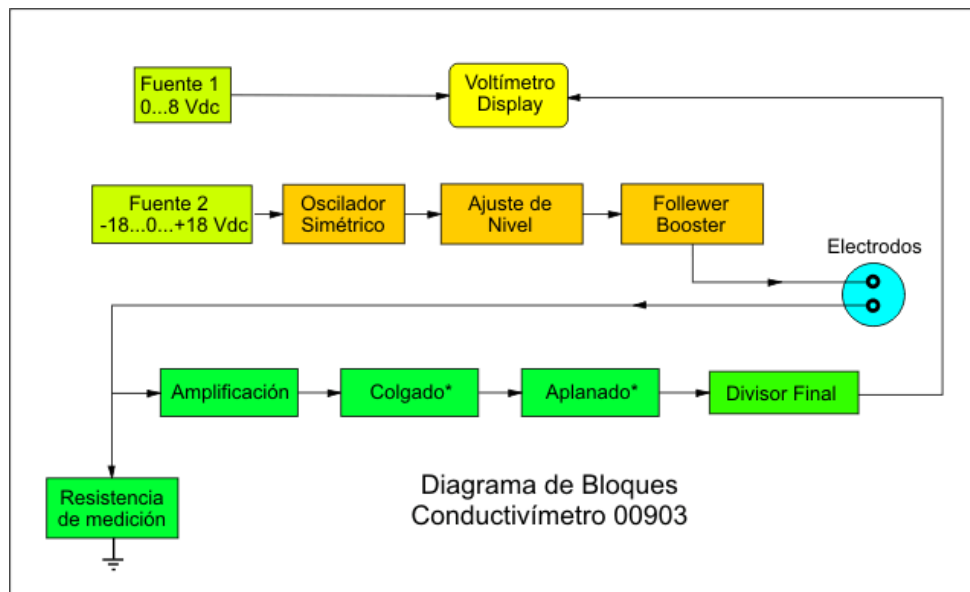 Fuente 1
0...8 Vdc
Voltímetro
Display
Fuente 2
-18...0...+18 Vdc
Oscilador
Simétrico
Ajuste de
Nivel
Follewer
Booster
Electrodos
Amplificación
Colgado*
Aplanado*
Divisor Final
Resistencia
de medición
Diagrama de Bloques
Conductivímetro 00903